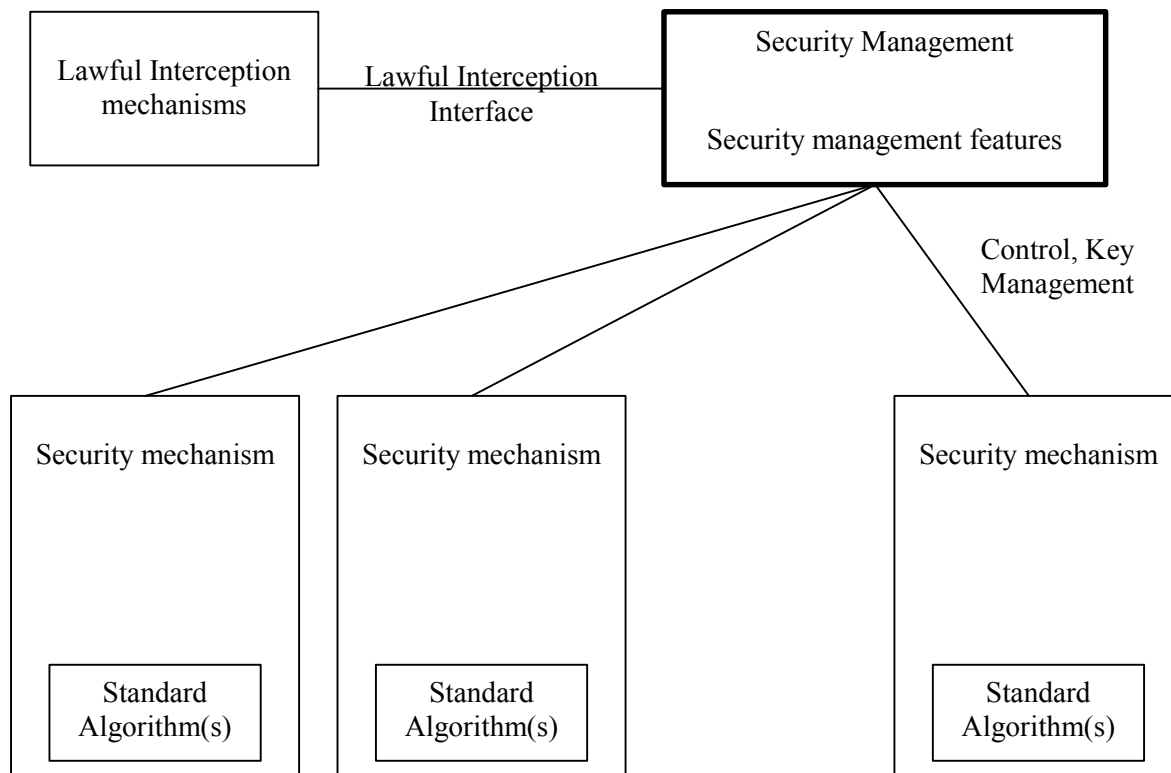 Lawful Interception
mechanisms
Lawful Interception
Interface
Security Management
Security management features
Control, Key
Management
Security mechanism
Security mechanism
Security mechanism
Standard
Algorithm(s)
Standard
Algorithm(s)
Standard
Algorithm(s)